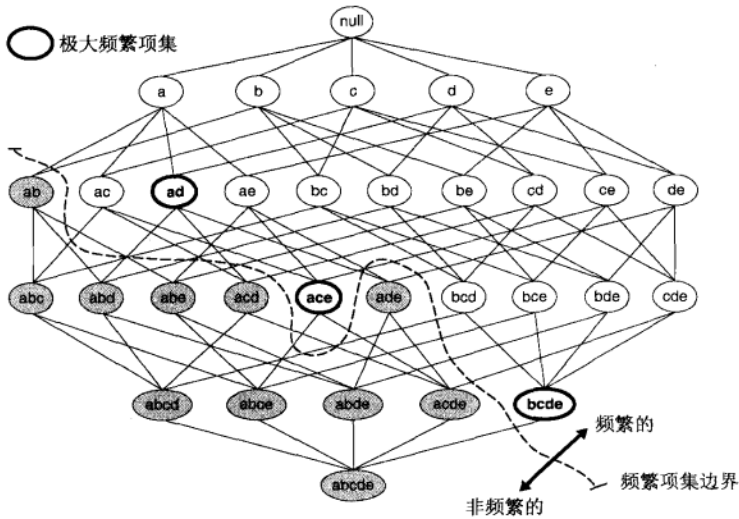 null
极大频繁项集
a b c d e
ab ac ad ae bc bd be cd ce de
abc abd abe acd ace ade bcd bce bde cde
abcd abce abde acde bcde
频繁的
频繁项集边界
abcde
非频繁的